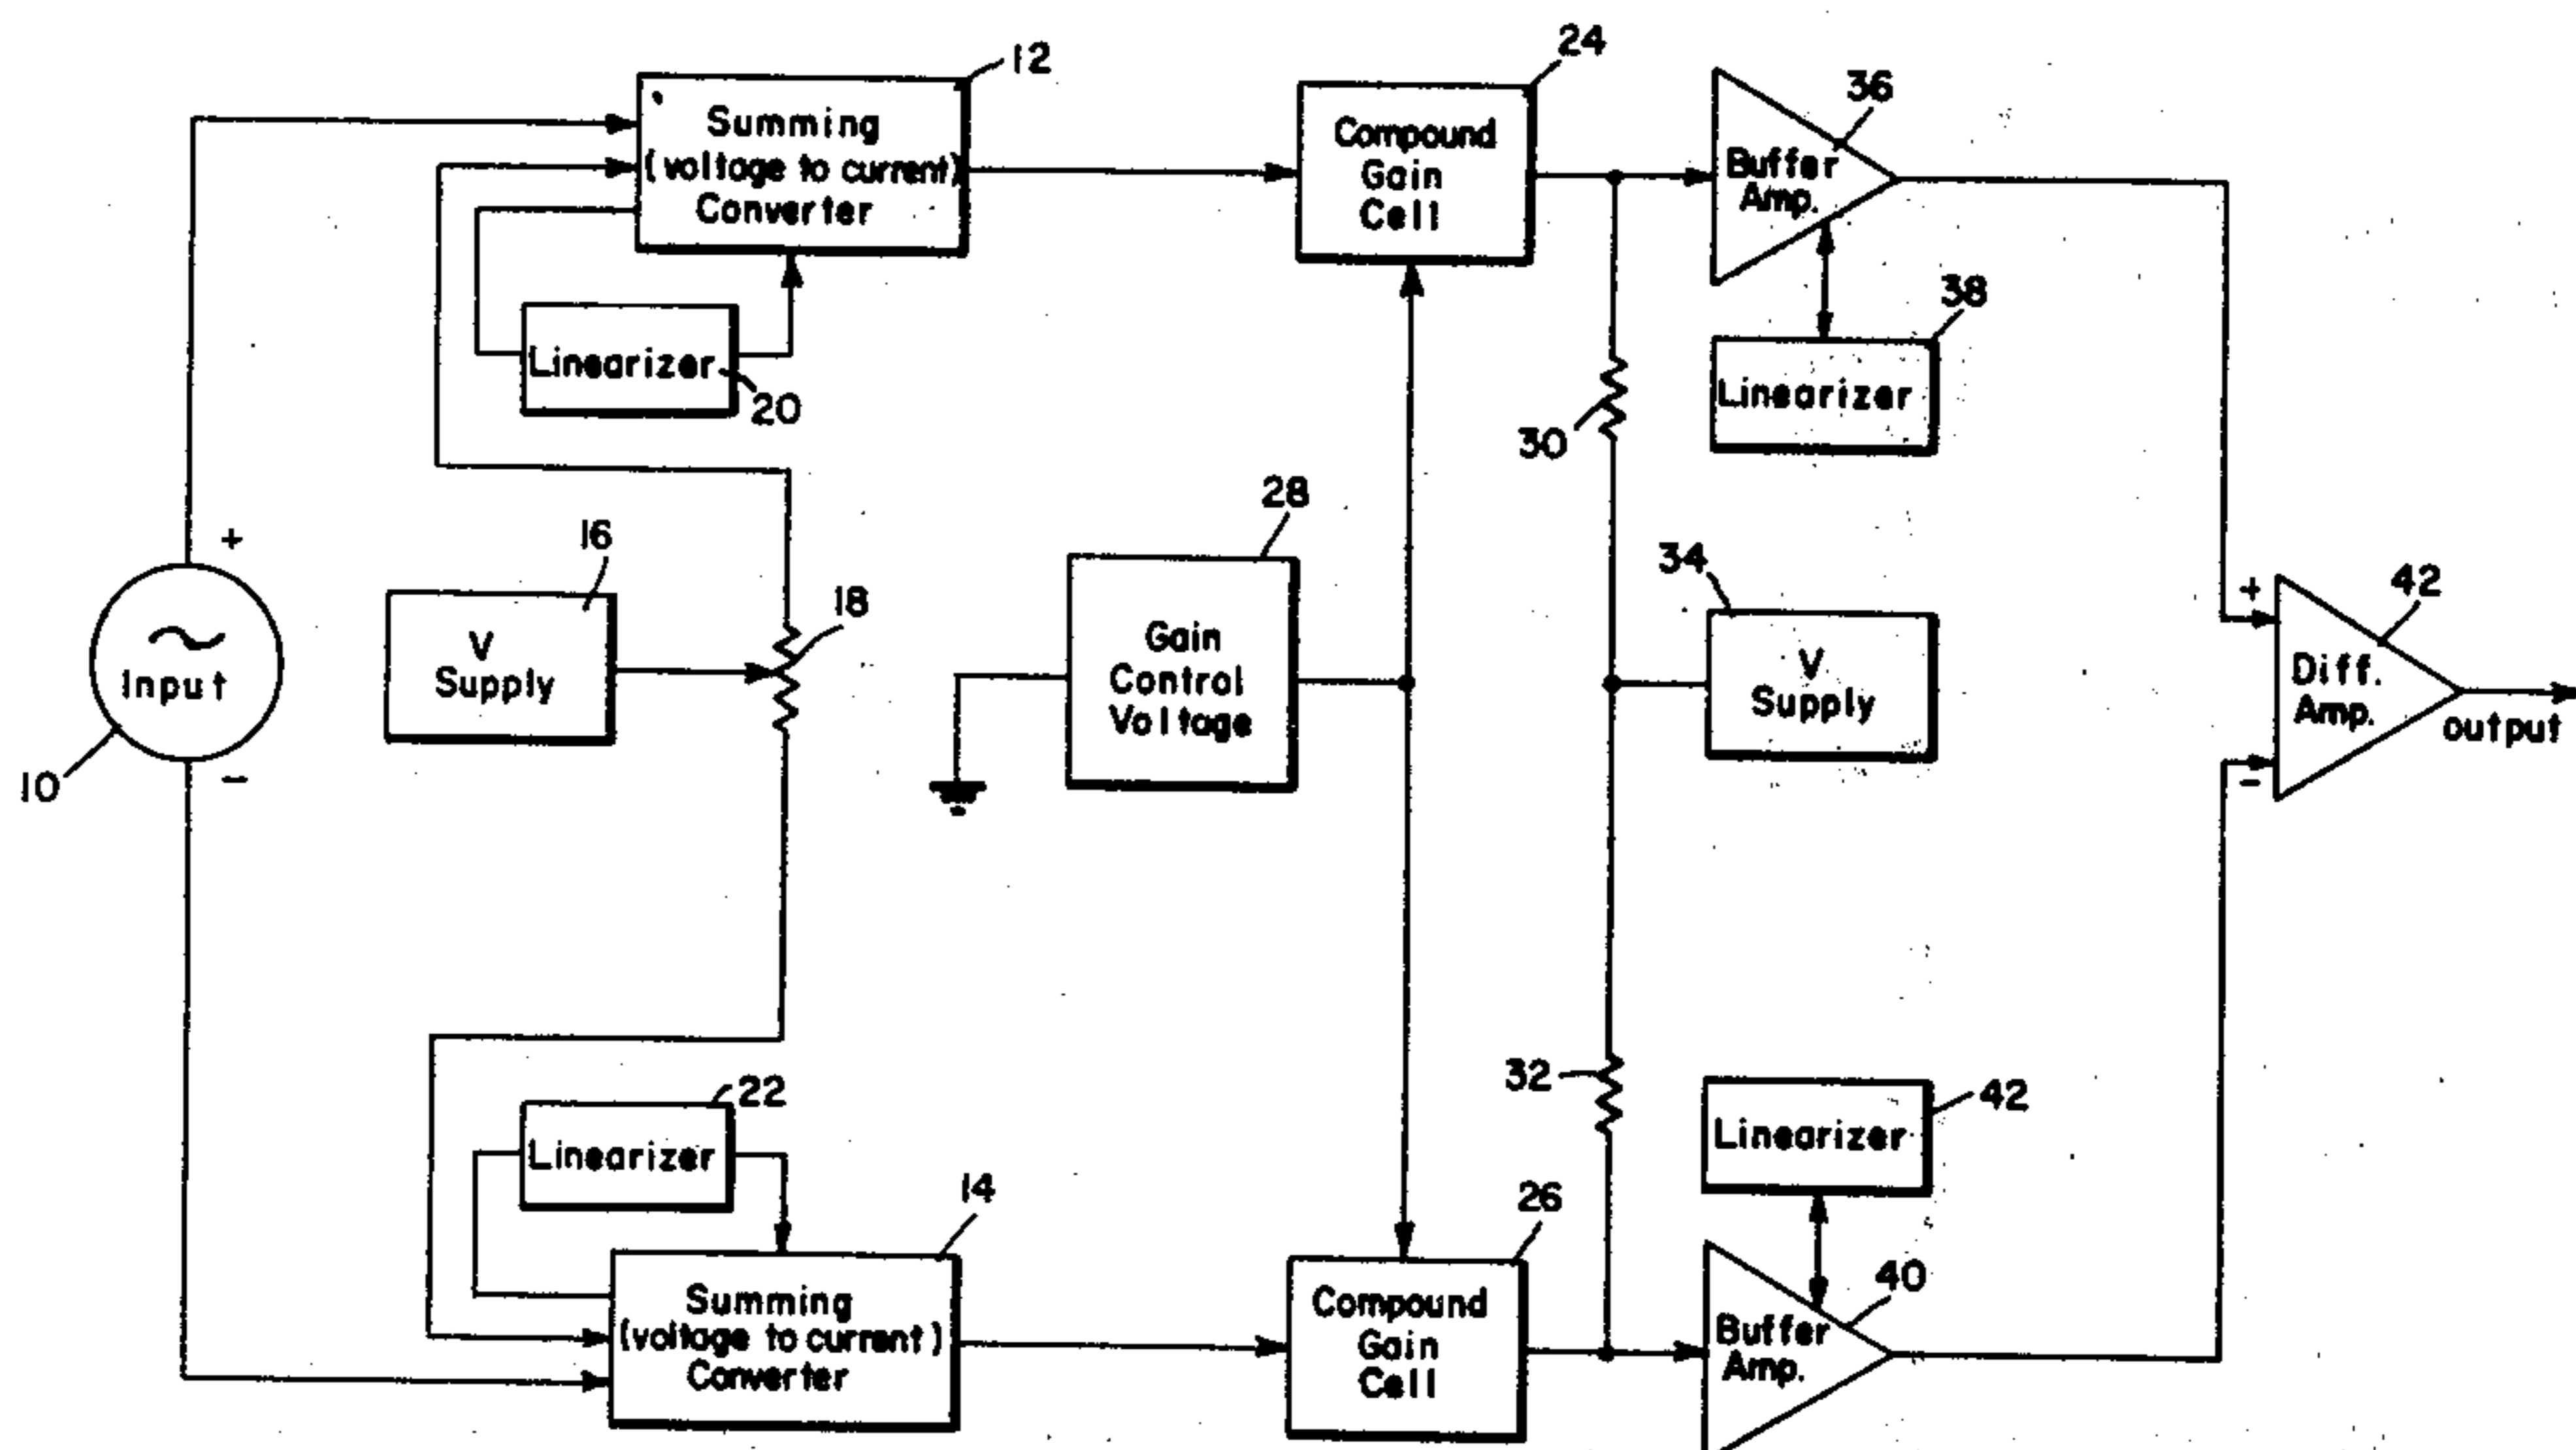 12
Summing
(voltage to current)
Converter
24
Compound
Gain
Cell
36
Buffer
Amp.
38
Linearizer
Linearizer
20
30
+
~
Input
-
10
16
V
Supply
18
28
Gain
Control
Voltage
34
V
Supply
42
+
-
Diff.
Amp.
output
22
Linearizer
32
42
Linearizer
14
Summing
(voltage to current)
Converter
26
Compound
Gain
Cell
40
Buffer
Amp.